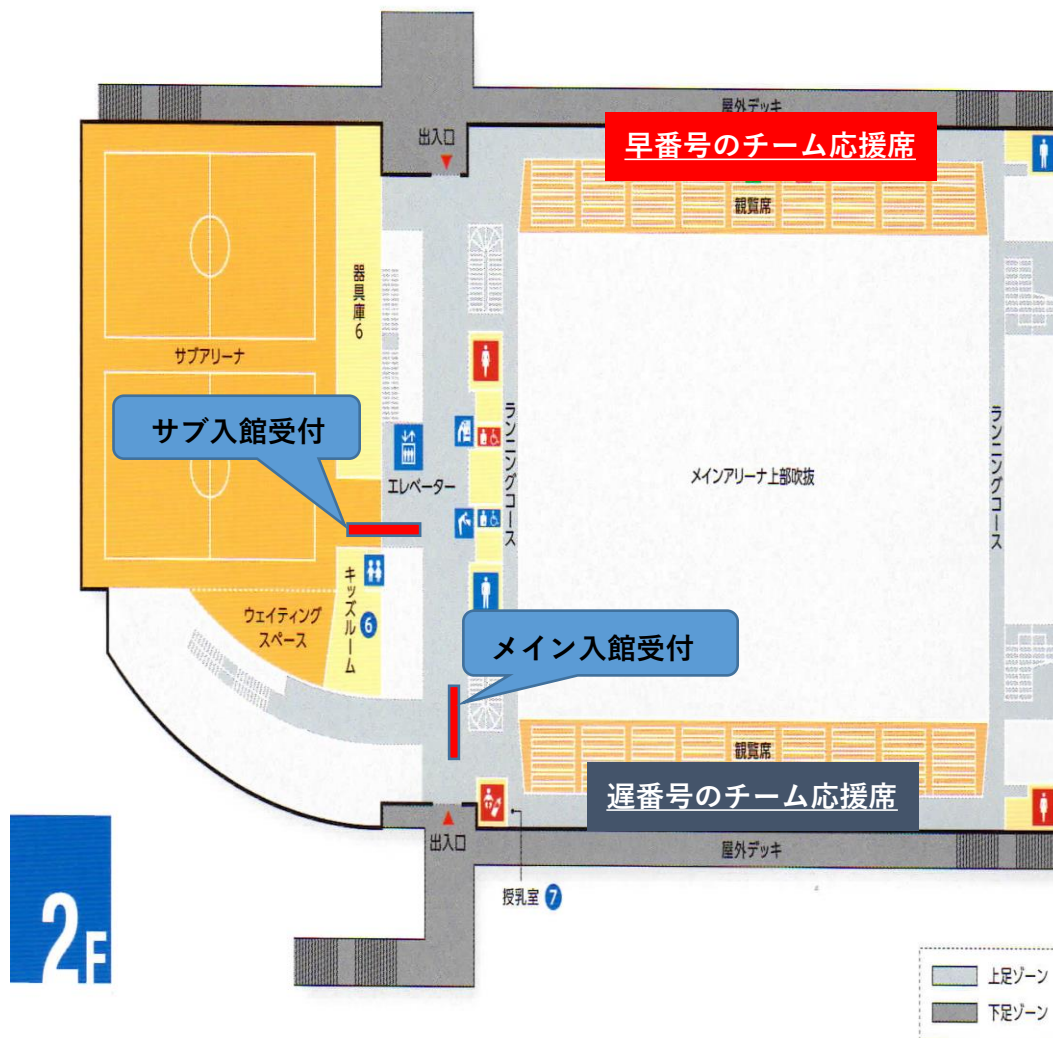 屋外デッキ
早番号のチーム応援席
出入口
観覧席
器具庫6
サブアリーナ
サブ入館受付
エレベーター
ランニングコース
メインアリーナ上部吹抜
ランニングコース
キッズルーム 6
ウェイティング
スペース
メイン入館受付
観覧席
遅番号のチーム応援席
出入口
屋外デッキ
授乳室 7
2F
上足ゾーン
下足ゾーン